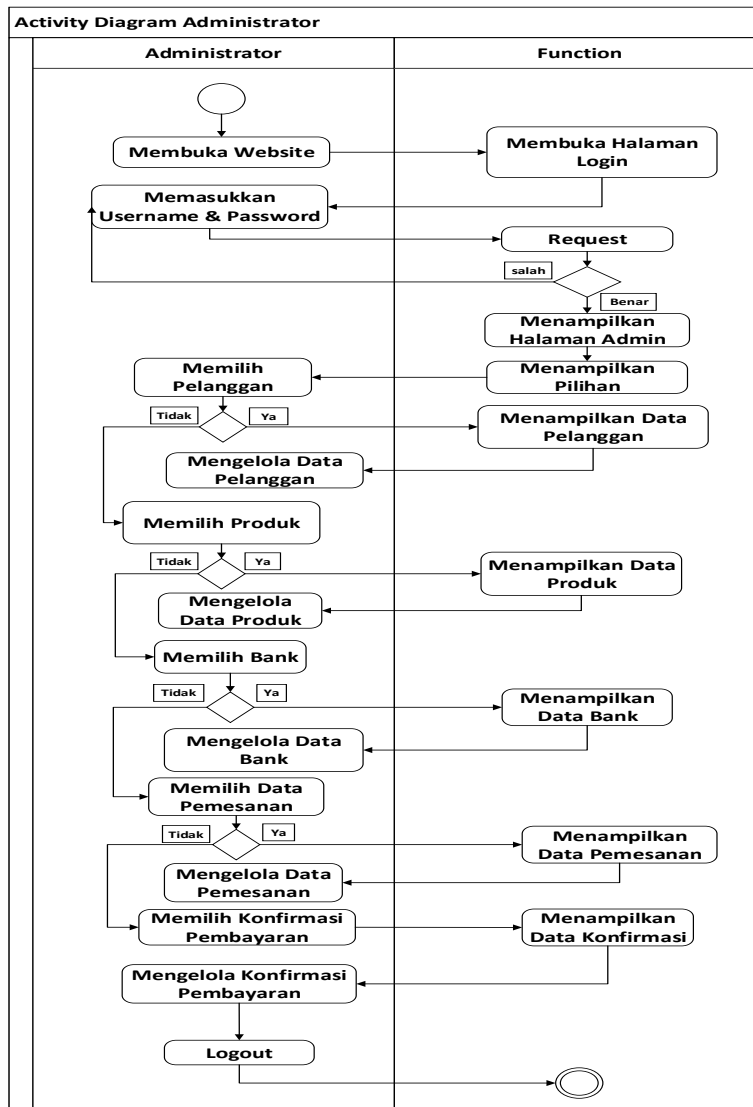 Activity Diagram Administrator
Administrator
Function
Membuka Website
Membuka Halaman
Login
Memasukkan
Username & Password
Request
salah
Benar
Menampilkan
Halaman Admin
Memilih
Pelanggan
Menampilkan
Pilihan
Tidak
Ya
Menampilkan Data
Pelanggan
Mengelola Data
Pelanggan
Memilih Produk
Tidak
Ya
Menampilkan Data
Produk
Mengelola
Data Produk
Memilih Bank
Tidak
Ya
Menampilkan
Data Bank
Mengelola Data
Bank
Memilih Data
Pemesanan
Tidak
Ya
Menampilkan
Data Pemesanan
Mengelola Data
Pemesanan
Memilih Konfirmasi
Pembayaran
Menampilkan
Data Konfirmasi
Mengelola Konfirmasi
Pembayaran
Logout